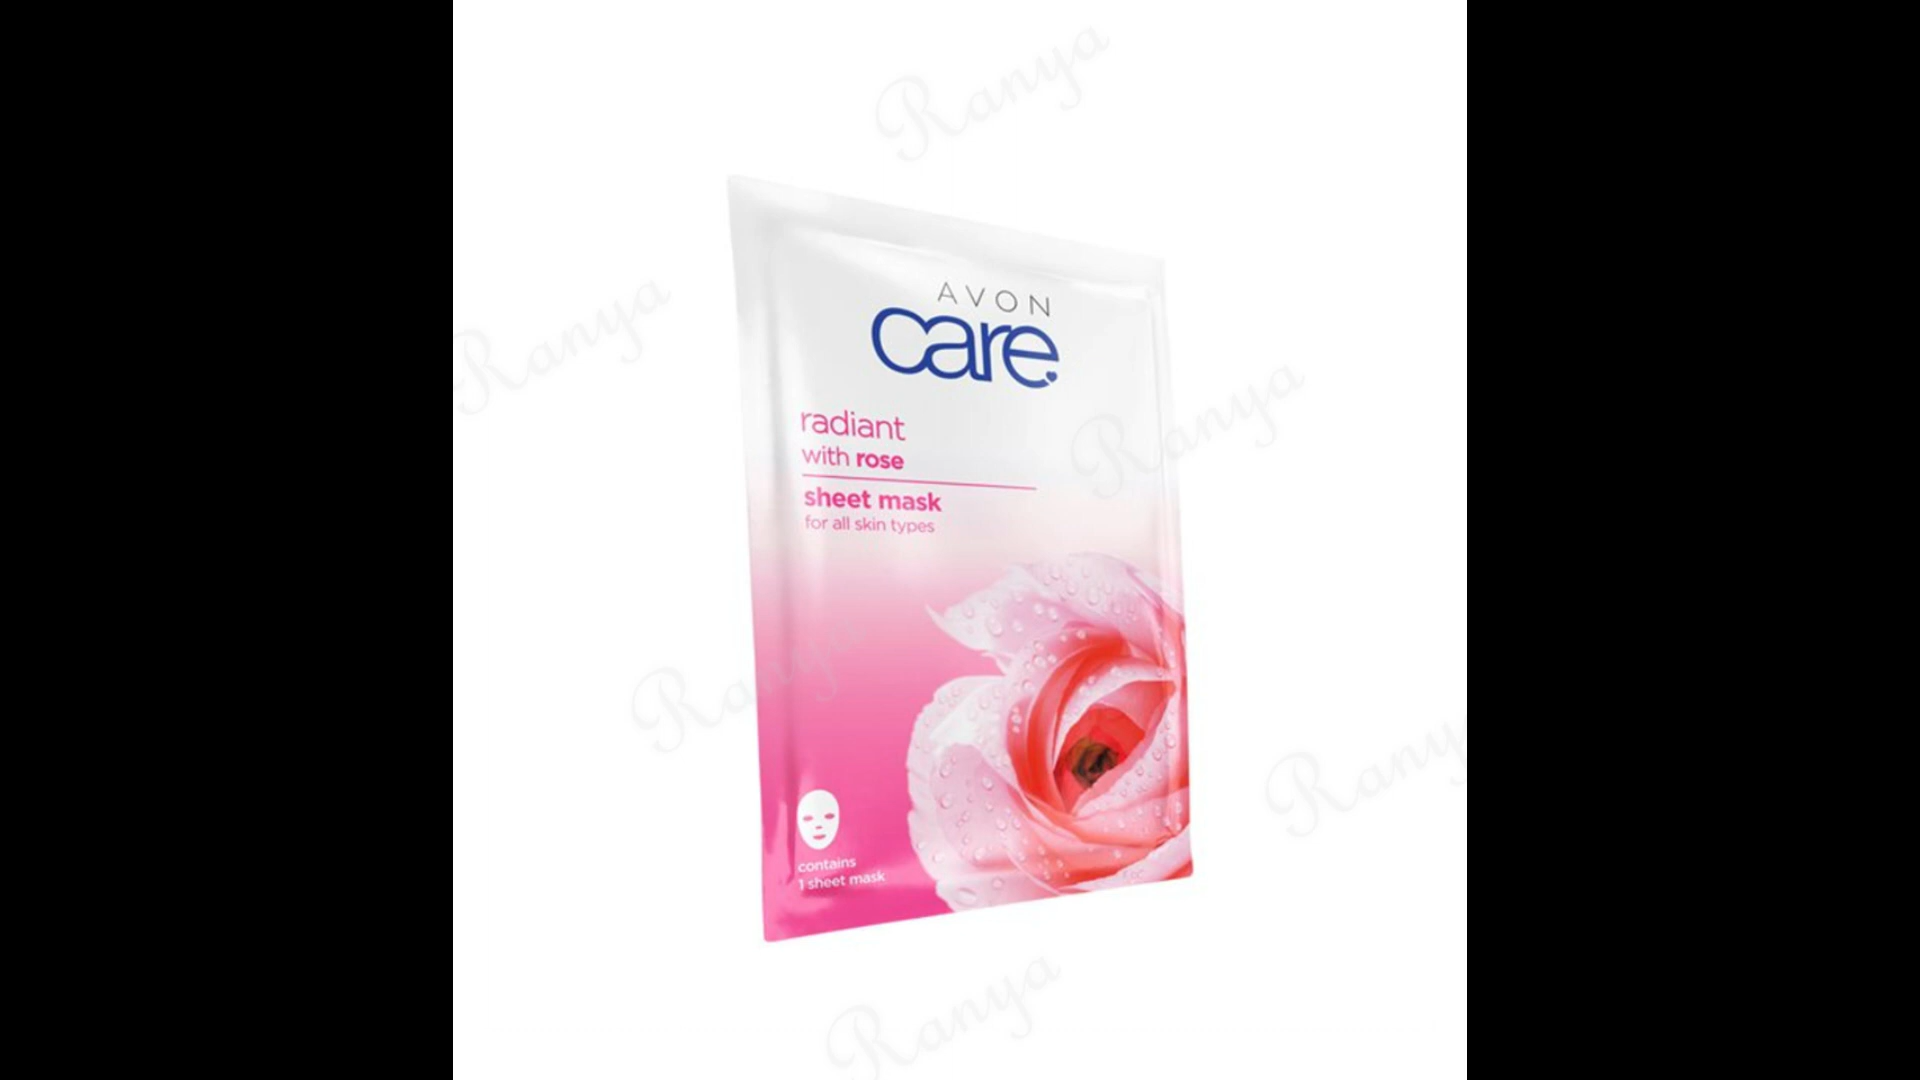 Ranya
AVON
care
Ranya
Ranya
radiant
with rose
sheet mask
for all skin types
Ranya
Ranya
contains
1 sheet mask
Ranya